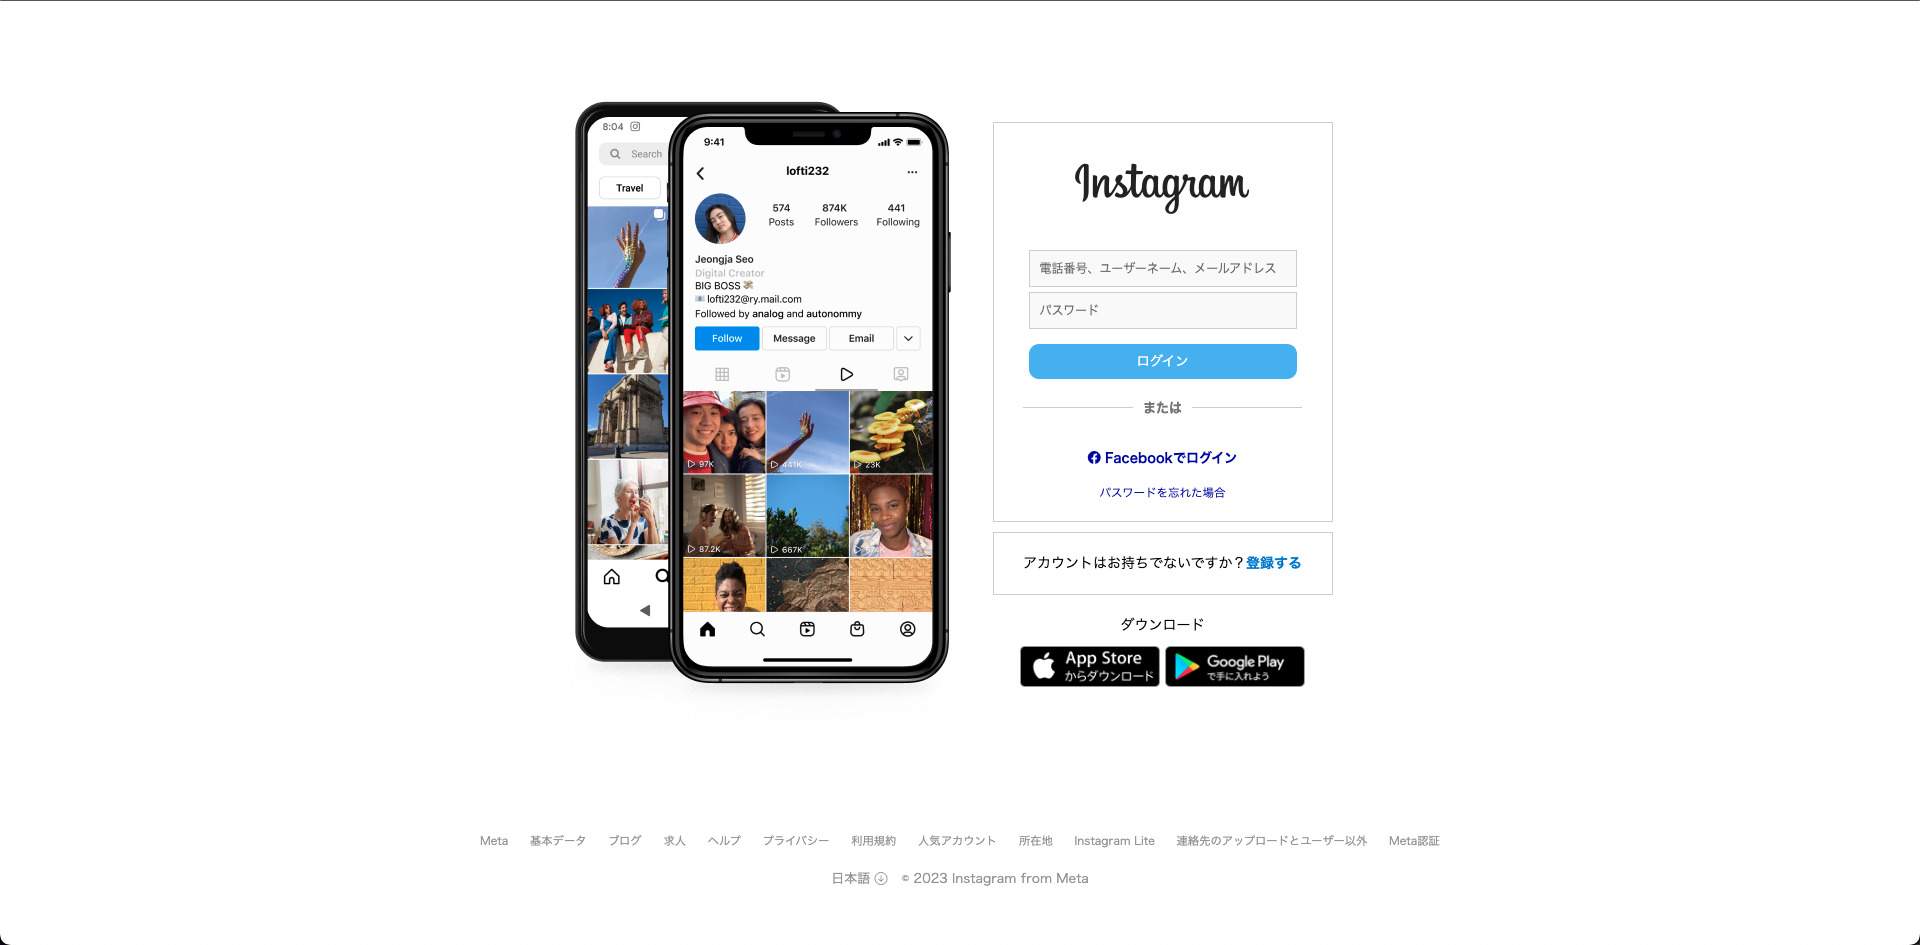 8:04
Search
Travel
9:41
lofti232
574 874K 441
Posts Followers Following
Jeongja Seo
Digital Creator
BIG BOSS
lofti232@ry.mail.com
Followed by analog and autonommy
Follow Message Email
97K 441K 23K
87.2K 667K
Instagram
電話番号、ユーザーネーム、メールアドレス
パスワード
ログイン
または
Facebookでログイン
パスワードを忘れた場合
アカウントはお持ちでないですか？登録する
ダウンロード
App Store
からダウンロード
Google Play
で手に入れよう
Meta 基本データ ブログ 求人 ヘルプ プライバシー 利用規約 人気アカウント 所在地 Instagram Lite 連絡先のアップロードとユーザー以外 Meta認証
日本語 © 2023 Instagram from Meta